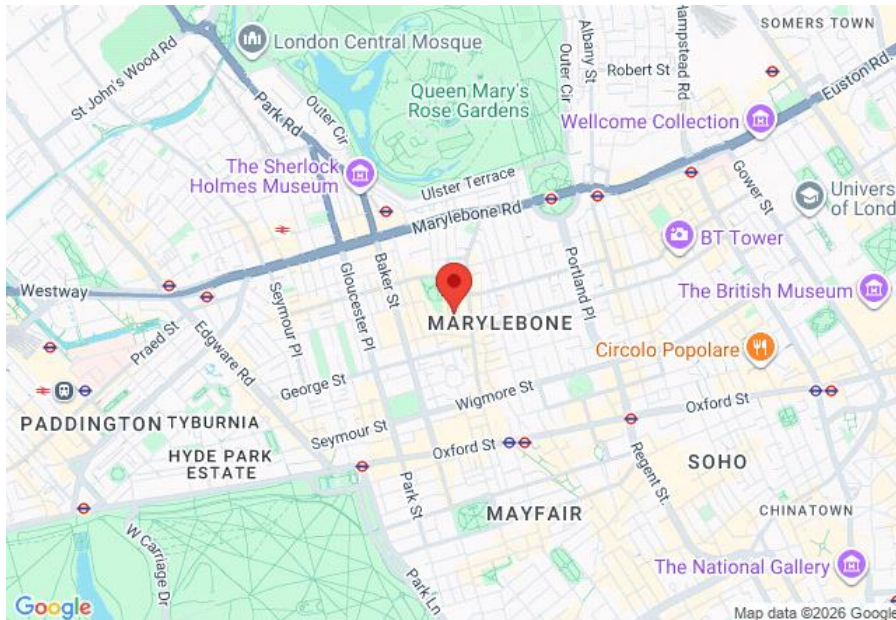 SOMERS TOWN
London Central Mosque
St John's Wood Rd
Park Rd
Outer Cir
Outer Cir
Albany St
Robert St
Hampstead Rd
Euston Rd.
Queen Mary's
Rose Gardens
Wellcome Collection
The Sherlock
Holmes Museum
Ulster Terrace
Marylebone Rd
Gower St
Univers
of Lond
BT Tower
Portland Pl
Westway
Baker St
Gloucester Pl
Seymour Pl
The British Museum
MARYLEBONE
Praed St
Edgware Rd
Circolo Popolare
George St
Wigmore St
Oxford St
PADDINGTON
TYBURNIA
Seymour St
Oxford St
HYDE PARK
ESTATE
Park St
Regent St.
SOHO
MAYFAIR
CHINATOWN
W Carriage Dr
Park Ln
The National Gallery
Google
Map data ©2026 Google